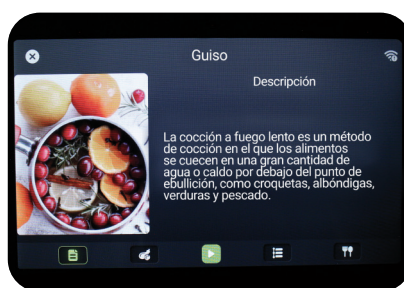 Guiso
Descripción
La cocción a fuego lento es un método
de cocción en el que los alimentos
se cuecen en una gran cantidad de
agua o caldo por debajo del punto de
ebullición, como croquetas, albóndigas,
verduras y pescado.